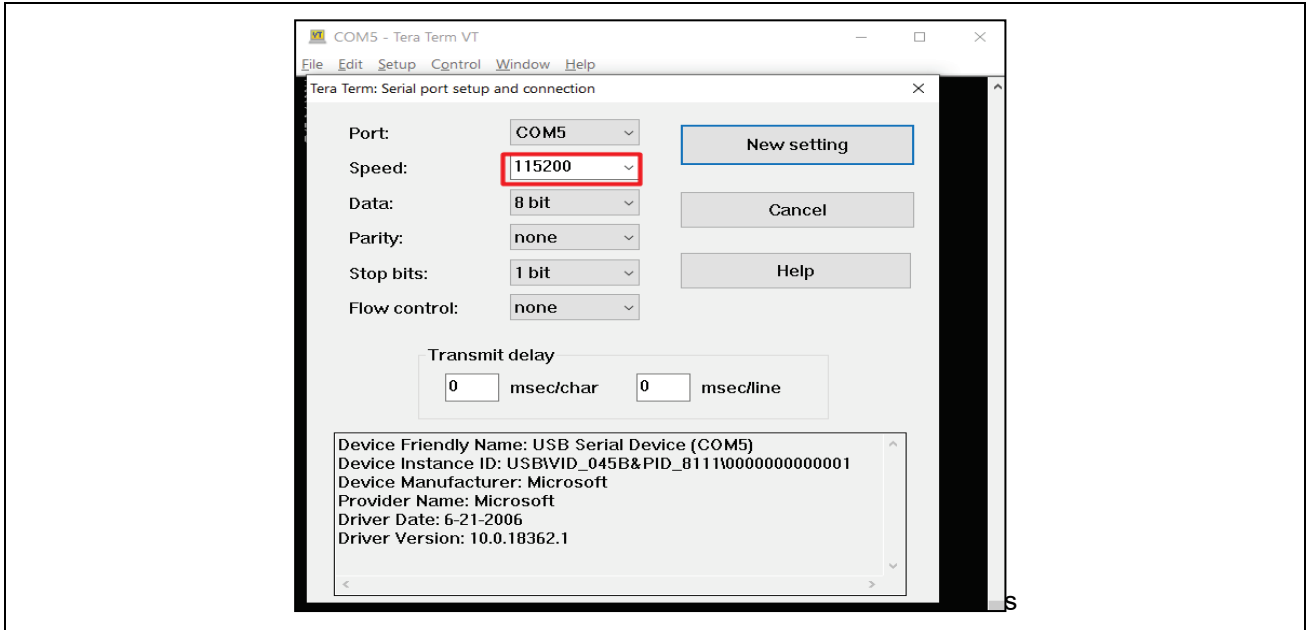 COM5 - Tera Term VT
File Edit Setup Control Window Help
Tera Term: Serial port setup and connection
Port: COM5 New setting
Speed: 115200
Data: 8 bit Cancel
Parity: none
Stop bits: 1 bit Help
Flow control: none
Transmit delay
0 msec/char 0 msec/line
Device Friendly Name: USB Serial Device (COM5)
Device Instance ID: USB\VID_045B&PID_8111\0000000000001
Device Manufacturer: Microsoft
Provider Name: Microsoft
Driver Date: 6-21-2006
Driver Version: 10.0.18362.1
s